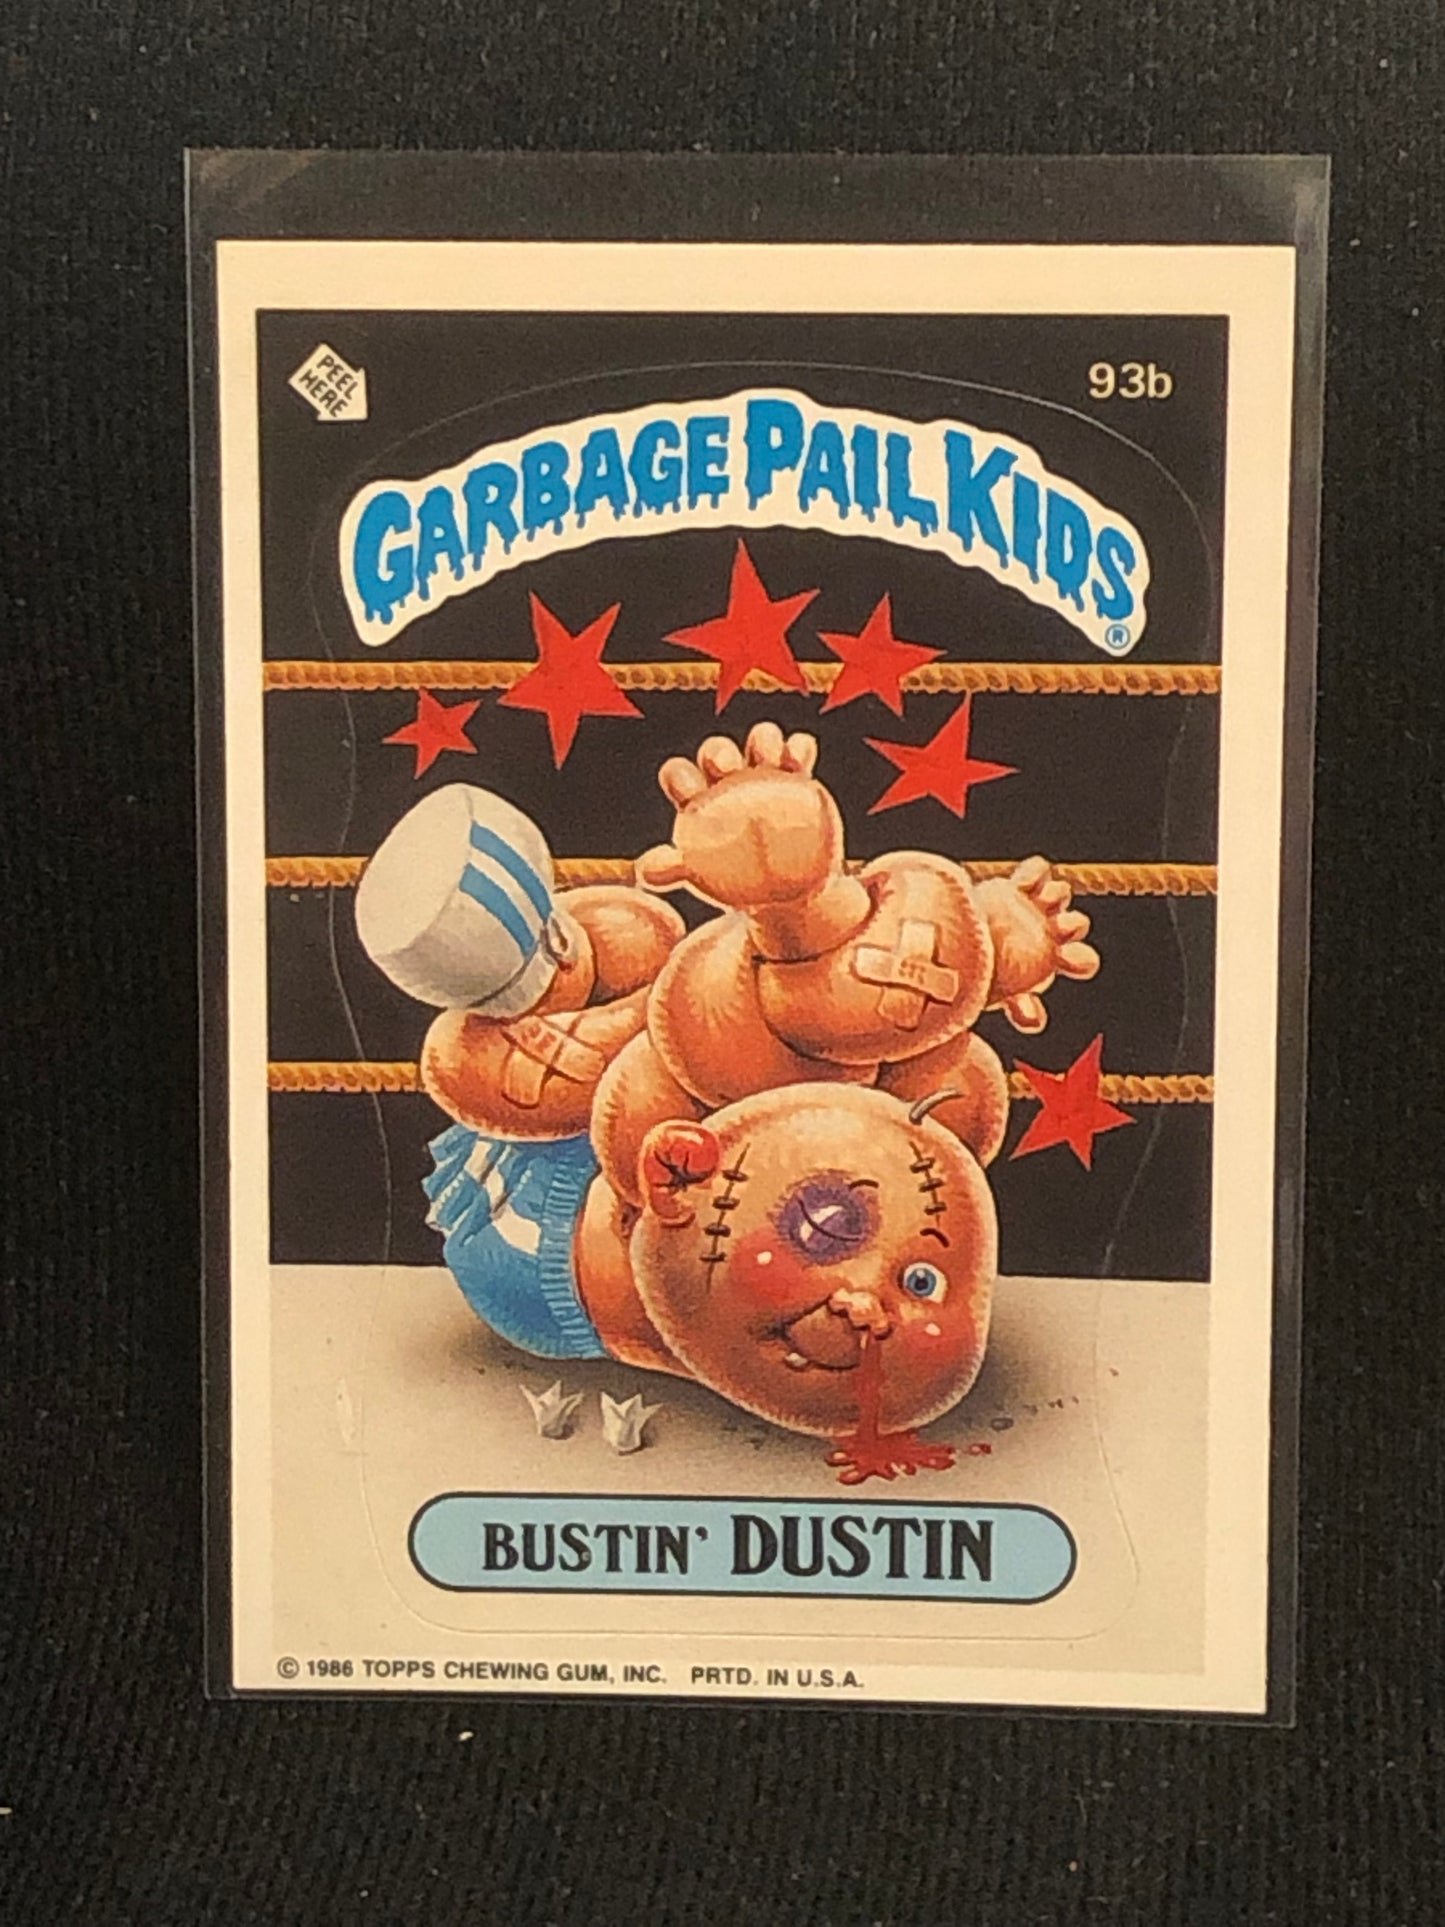 PEEL
HERE
93b
GARBAGE PAIL KIDS
®
BUSTIN' DUSTIN
© 1986 TOPPS CHEWING GUM, INC. PRTD. IN U.S.A.